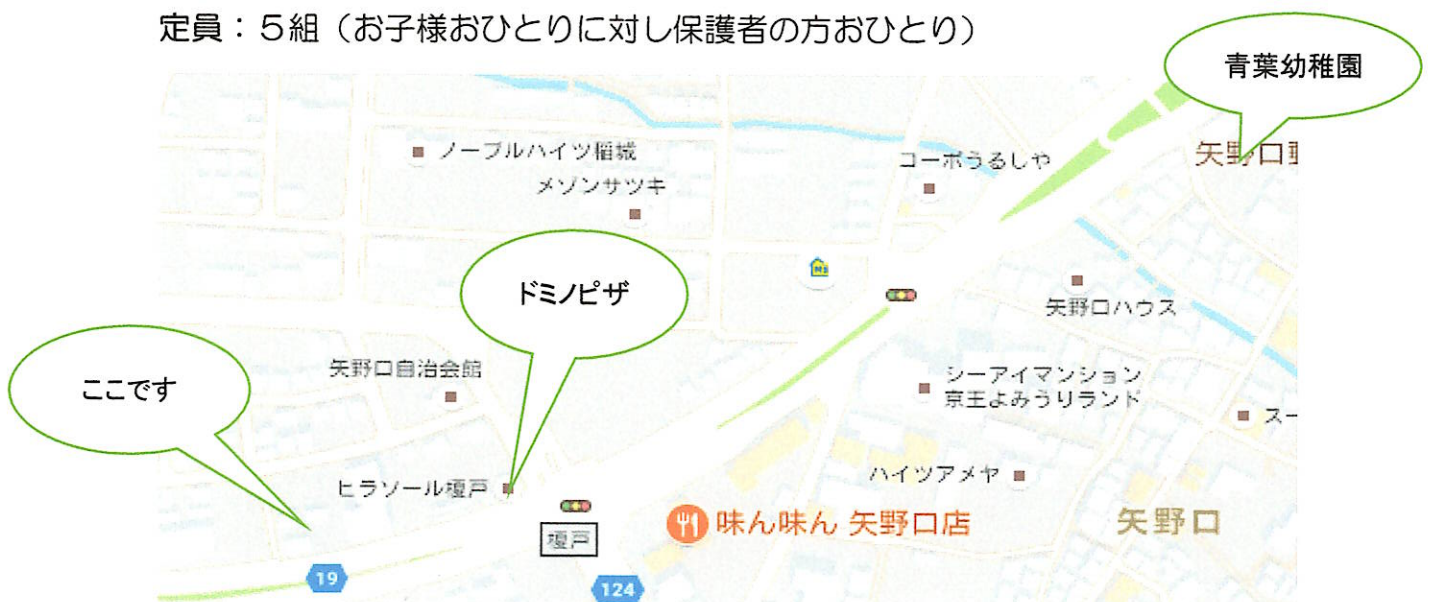 定員：５組（お子様おひとりに対し保護者の方おひとり）
青葉幼稚園
ノーブルハイツ稲城
コーポうるしや
矢野口
メゾンサツキ
ドミノピザ
矢野口ハウス
ここです
矢野口自治会館
シーアイマンション
京王よみうりランド
スー
ハイツアメヤ
ヒラソール榎戸
味ん味ん 矢野口店
矢野口
榎戸
19
124